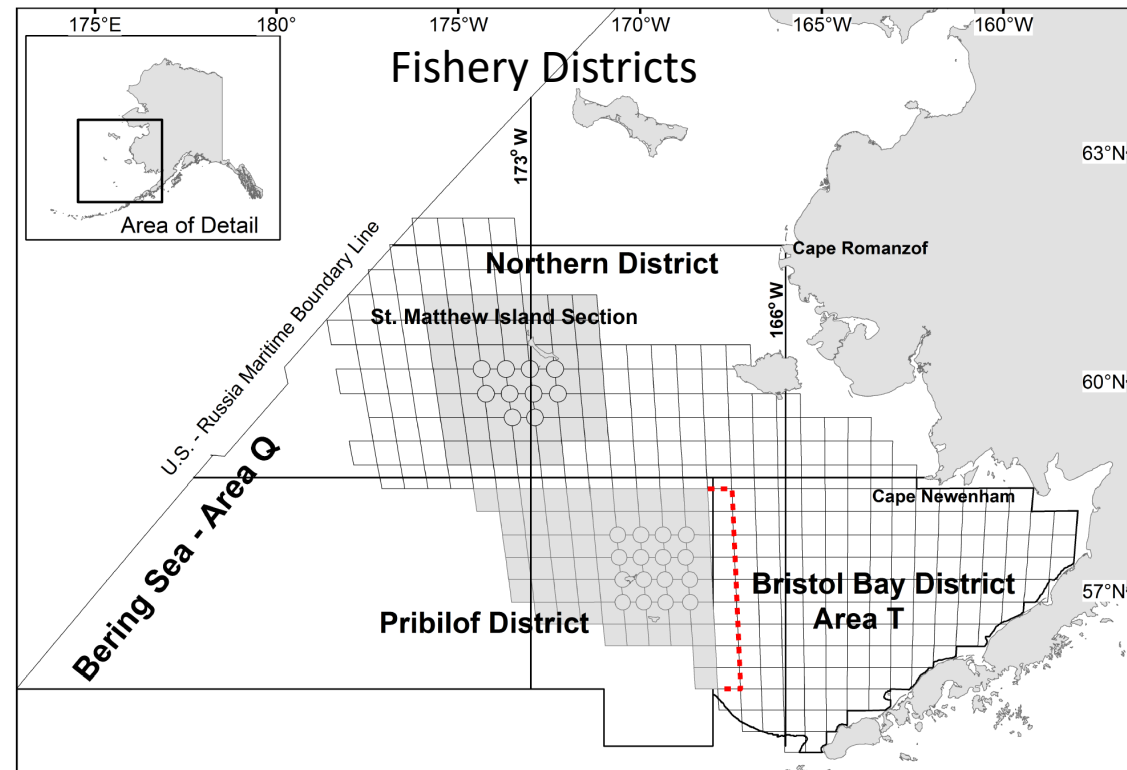 175°E 180° 175°W 170°W 165°W 160°W
Fishery Districts
Area of Detail
173° W
63°N
Cape Romanzof
Northern District
U.S. - Russia Maritime Boundary Line
St. Matthew Island Section
166° W
60°N
Bering Sea - Area Q
Cape Newenham
Bristol Bay District
Area T
57°N
Pribilof District